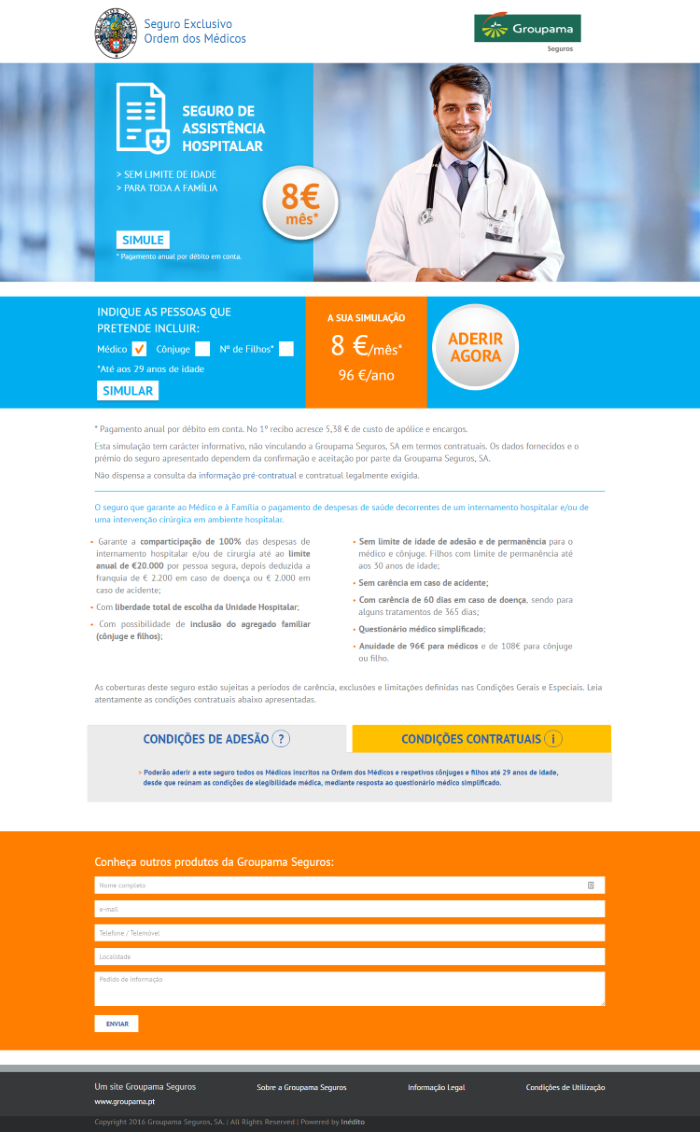 Seguro Exclusivo
Ordem dos Médicos
Groupama
Seguros
SEGURO DE
ASSISTÊNCIA
HOSPITALAR
> SEM LIMITE DE IDADE
> PARA TODA A FAMÍLIA
8€
mês*
SIMULE
* Pagamento anual por débito em conta.
INDIQUE AS PESSOAS QUE
PRETENDE INCLUIR:
Médico Cônjuge Nº de Filhos*
*Até aos 29 anos de idade
SIMULAR
A SUA SIMULAÇÃO
8 €/mês*
96 €/ano
ADERIR
AGORA
* Pagamento anual por débito em conta. No 1º recibo acresce 5,38 € de custo de apólice e encargos.
Esta simulação tem carácter informativo, não vinculando a Groupama Seguros, SA em termos contratuais. Os dados fornecidos e o
prémio do seguro apresentado dependem da confirmação e aceitação por parte da Groupama Seguros, SA.
Não dispensa a consulta da informação pré-contratual e contratual legalmente exigida.
O seguro que garante ao Médico e à Família o pagamento de despesas de saúde decorrentes de um internamento hospitalar e/ou de
uma intervenção cirúrgica em ambiente hospitalar.
• Garante a comparticipação de 100% das despesas de
internamento hospitalar e/ou de cirurgia até ao limite
anual de €20.000 por pessoa segura, depois deduzida a
franquia de € 2.200 em caso de doença ou € 2.000 em
caso de acidente;
• Com liberdade total de escolha da Unidade Hospitalar;
• Com possibilidade de inclusão do agregado familiar
(cônjuge e filhos);
• Sem limite de idade de adesão e de permanência para o
médico e cônjuge. Filhos com limite de permanência até
aos 30 anos de idade;
• Sem carência em caso de acidente;
• Com carência de 60 dias em caso de doença, sendo para
alguns tratamentos de 365 dias;
• Questionário médico simplificado;
• Anuidade de 96€ para médicos e de 108€ para cônjuge
ou filho.
As coberturas deste seguro estão sujeitas a períodos de carência, exclusões e limitações definidas nas Condições Gerais e Especiais. Leia
atentamente as condições contratuais abaixo apresentadas.
CONDIÇÕES DE ADESÃO ?
CONDIÇÕES CONTRATUAIS i
> Poderão aderir a este seguro todos os Médicos inscritos na Ordem dos Médicos e respetivos cônjuges e filhos até 29 anos de idade,
desde que reúnam as condições de elegibilidade médica, mediante resposta ao questionário médico simplificado.
Conheça outros produtos da Groupama Seguros:
Nome completo
e-mail
Telefone / Telemóvel
Localidade
Pedido de informação
ENVIAR
Um site Groupama Seguros
www.groupama.pt
Sobre a Groupama Seguros
Informação Legal
Condições de Utilização
Copyright 2016 Groupama Seguros, SA. | All Rights Reserved | Powered by Inédito